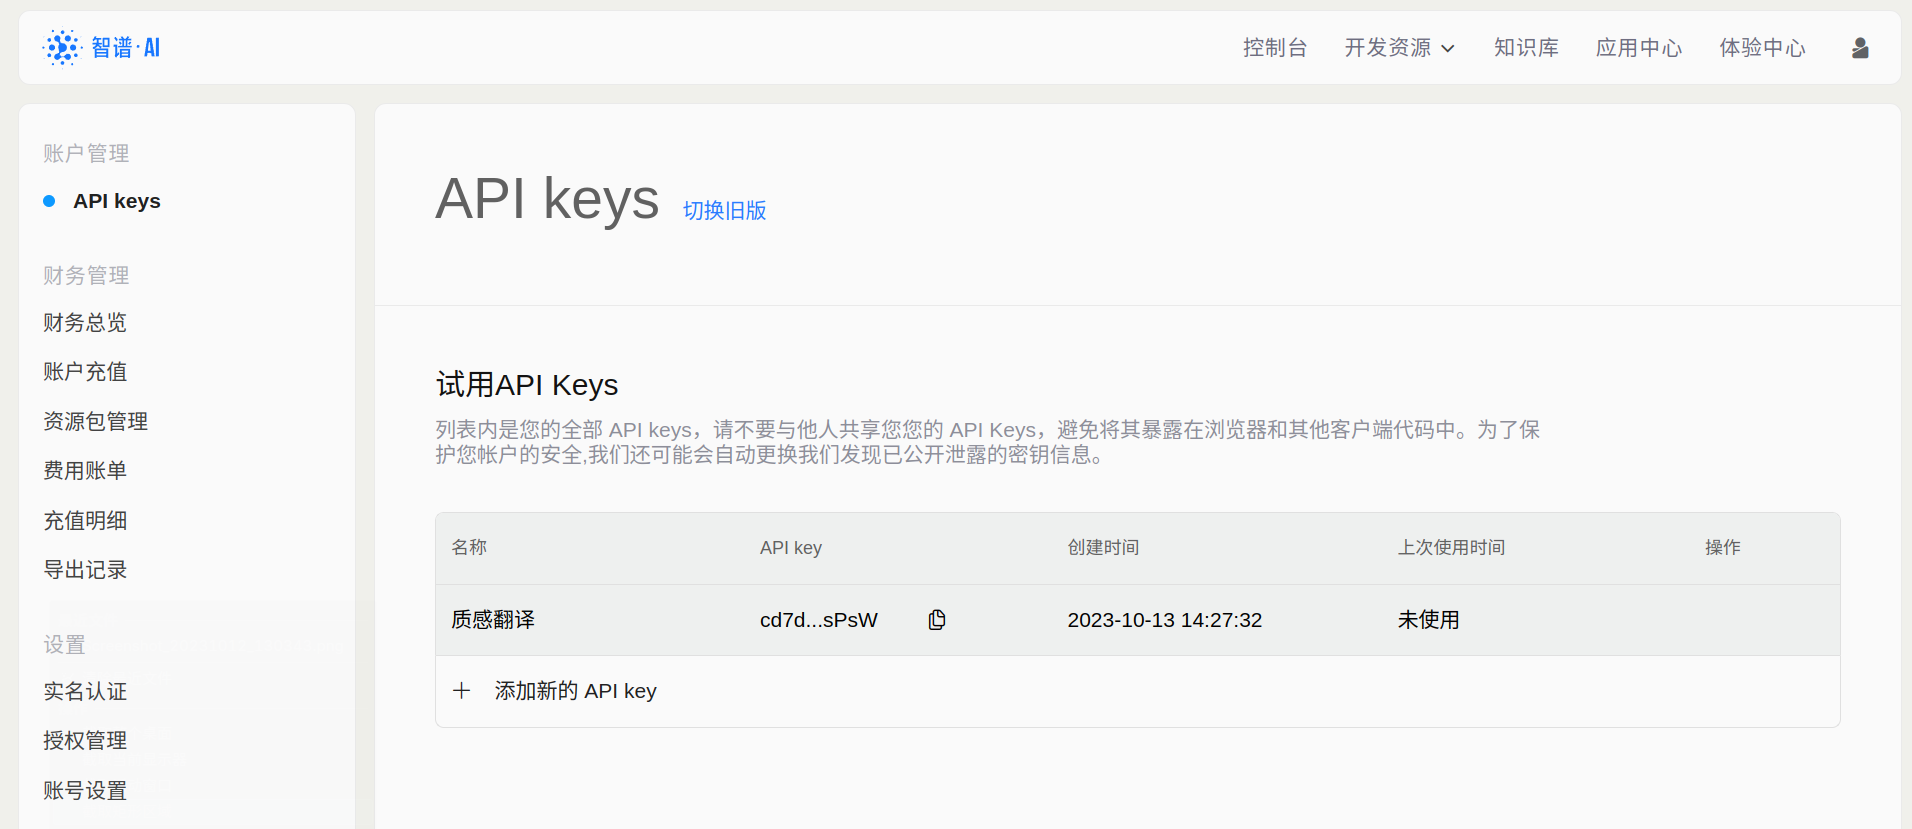 智谱·AI
控制台 开发资源 知识库 应用中心 体验中心
账户管理
API keys
财务管理
财务总览
账户充值
资源包管理
费用账单
充值明细
导出记录
设置
实名认证
授权管理
账号设置
API keys 切换旧版
试用API Keys
列表内是您的全部 API keys，请不要与他人共享您您的 API Keys，避免将其暴露在浏览器和其他客户端代码中。为了保
护您帐户的安全,我们还可能会自动更换我们发现已公开泄露的密钥信息。
名称 API key 创建时间 上次使用时间 操作
质感翻译 cd7d...sPsW 2023-10-13 14:27:32 未使用
添加新的 API key